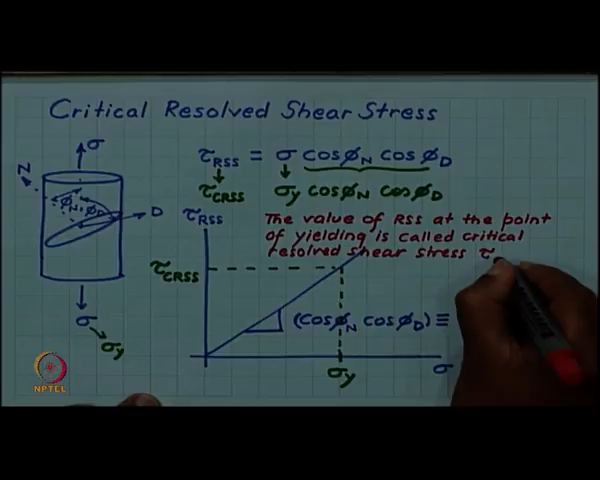 Critical Resolved Shear Stress
σ
τRSS = σ cosϕN cosϕD
τCRSS σy cosϕN cosϕD
N
ϕN ϕD
D
τRSS
The value of RSS at the point
of yielding is called critical
resolved shear stress τ
τCRSS
(cosϕN cosϕD) ≡
σ
σy
σy
σ
NPTEL